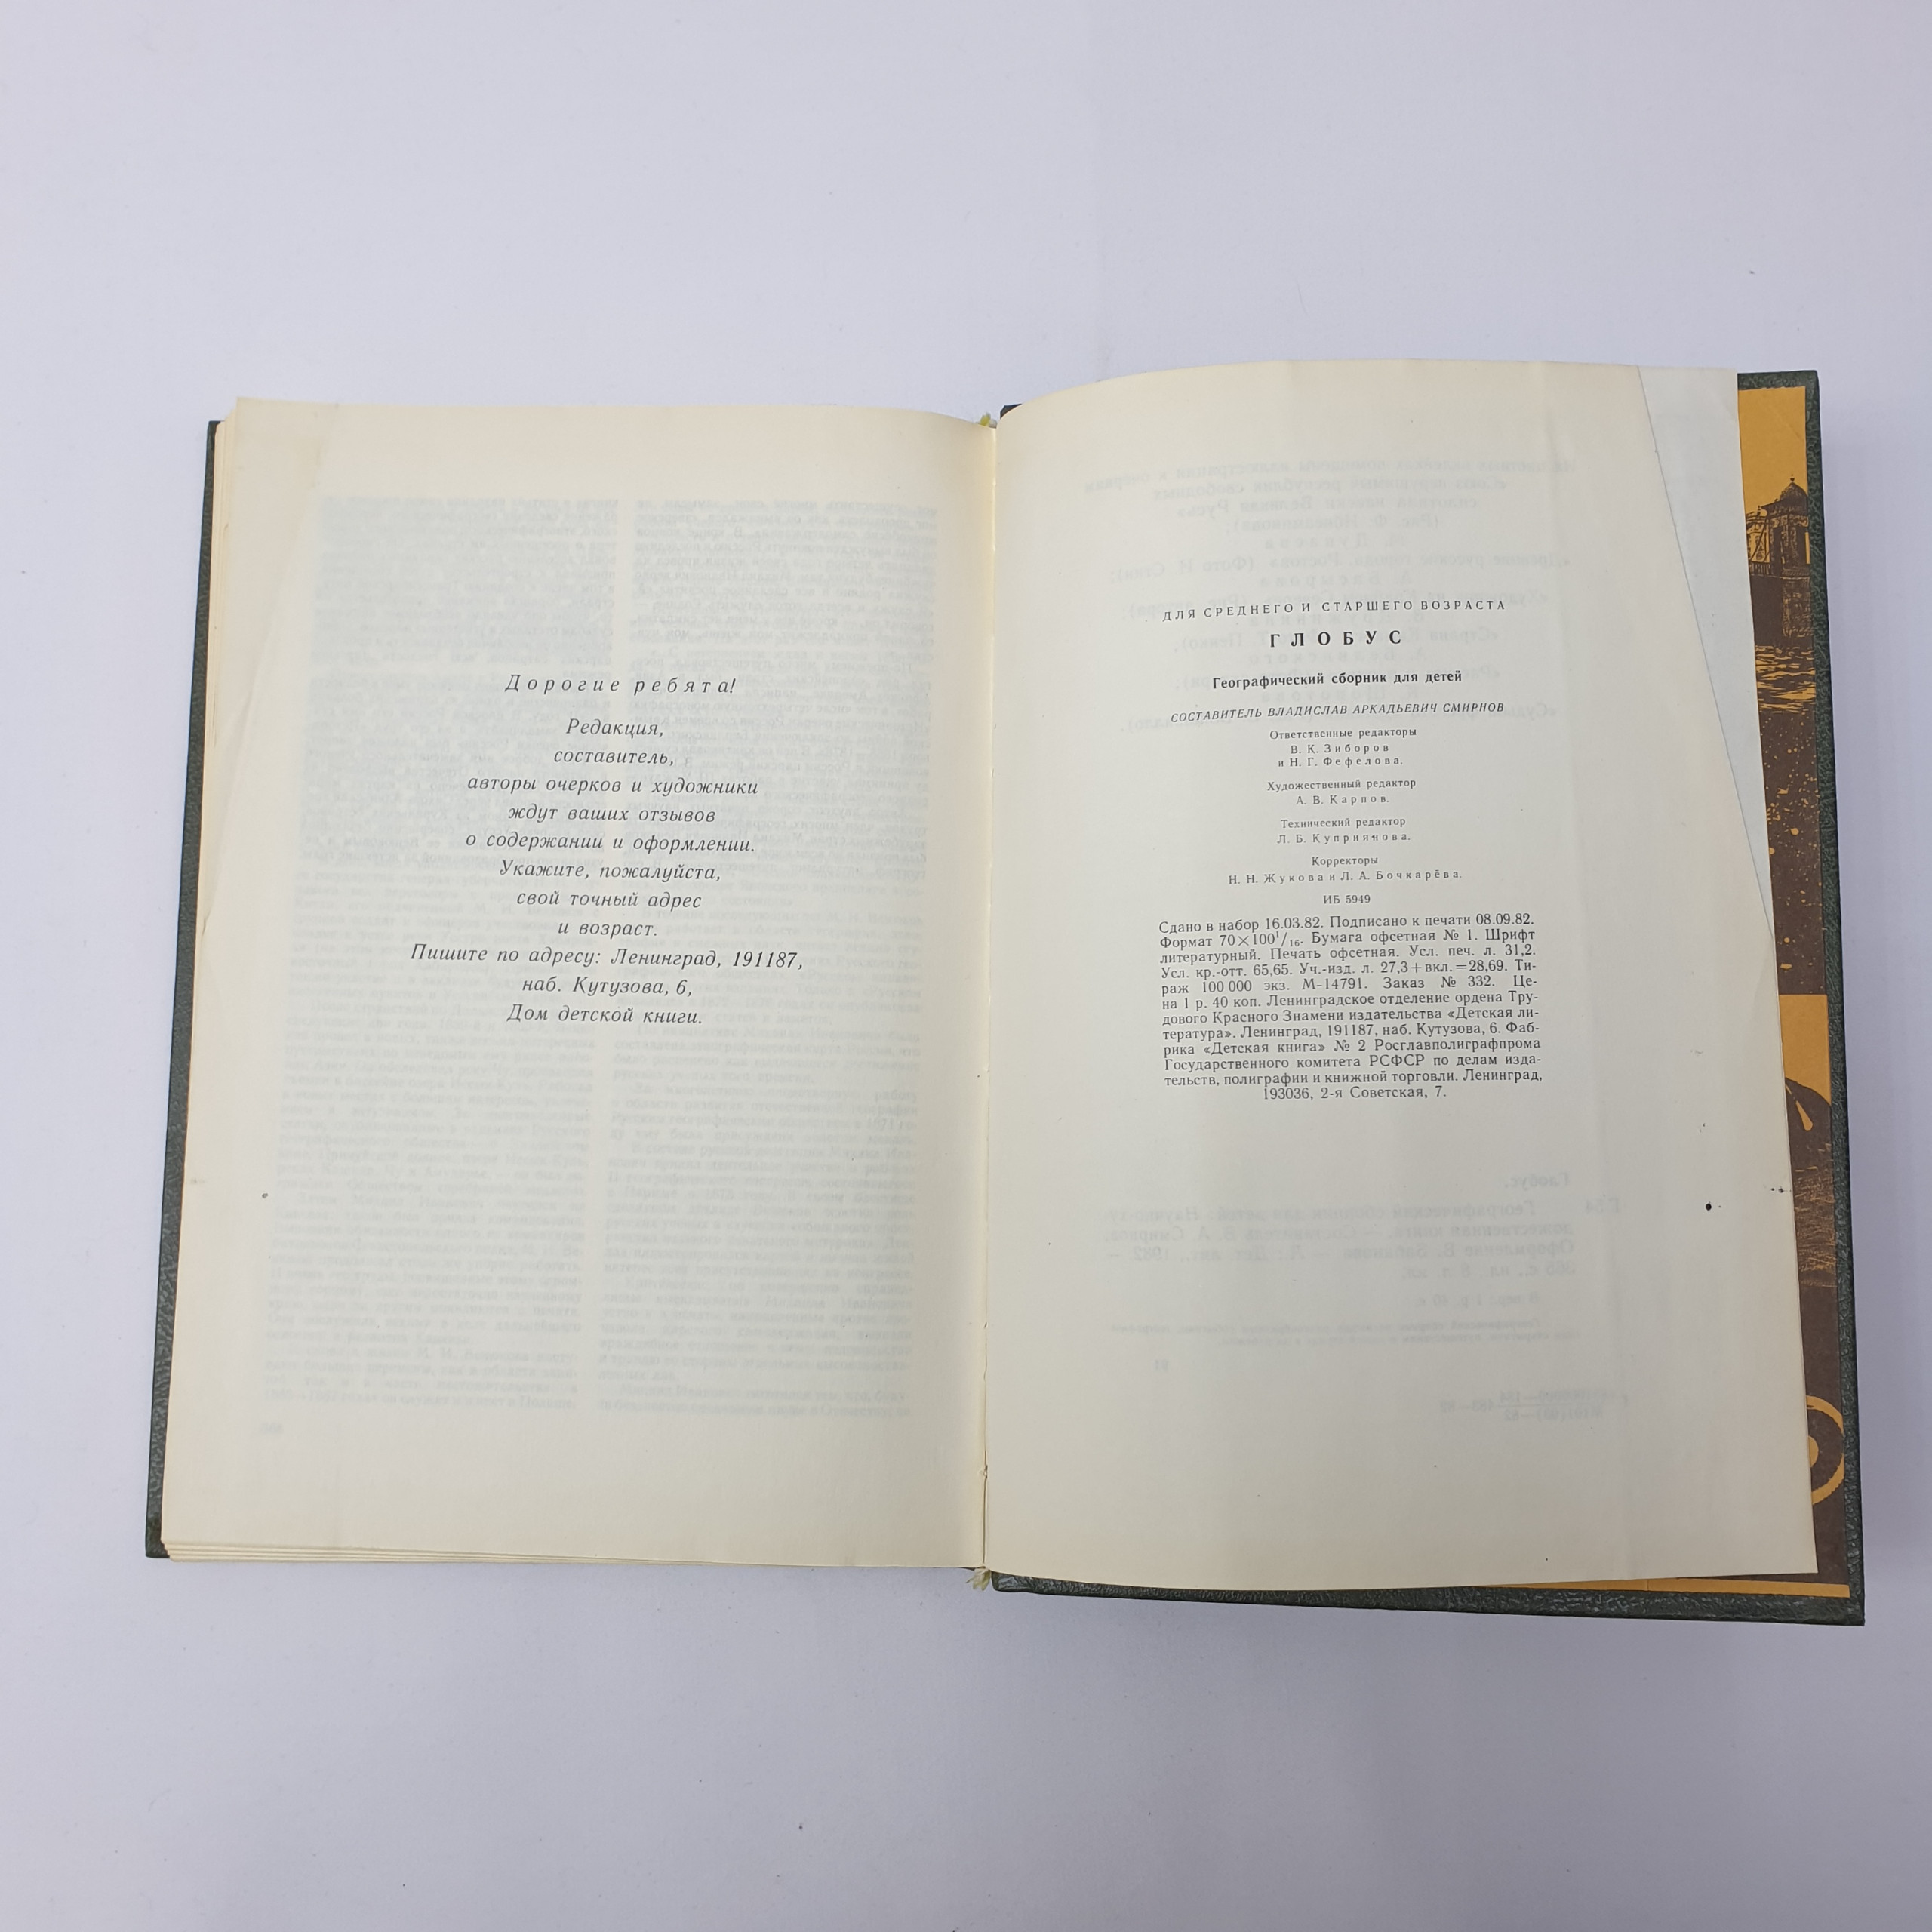 Дорогие ребята!
Редакция,
составитель,
авторы очерков и художники
ждут ваших отзывов
о содержании и оформлении.
Укажите, пожалуйста,
свой точный адрес
и возраст.
Пишите по адресу: Ленинград, 191187,
наб. Кутузова, 6,
Дом детской книги.
ДЛЯ СРЕДНЕГО И СТАРШЕГО ВОЗРАСТА
ГЛОБУС
Географический сборник для детей
СОСТАВИТЕЛЬ ВЛАДИСЛАВ АРКАДЬЕВИЧ СМИРНОВ
Ответственные редакторы
В. К. Зиборов
и Н. Г. Фефелова.
Художественный редактор
А. В. Карпов.
Технический редактор
Л. Б. Куприянова.
Корректоры
Н. Н. Жукова и Л. А. Бочкарёва.
ИБ 5949
Сдано в набор 16.03.82. Подписано к печати 08.09.82.
Формат 70×100¹/₁₆. Бумага офсетная № 1. Шрифт
литературный. Печать офсетная. Усл. печ. л. 31,2.
Усл. кр.-отт. 65,65. Уч.-изд. л. 27,3+вкл.=28,69. Ти-
раж 100 000 экз. М-14791. Заказ № 332. Це-
на 1 р. 40 коп. Ленинградское отделение ордена Тру-
дового Красного Знамени издательства «Детская ли-
тература». Ленинград, 191187, наб. Кутузова, 6. Фаб-
рика «Детская книга» № 2 Росглавполиграфпрома
Государственного комитета РСФСР по делам изда-
тельств, полиграфии и книжной торговли. Ленинград,
193036, 2-я Советская, 7.